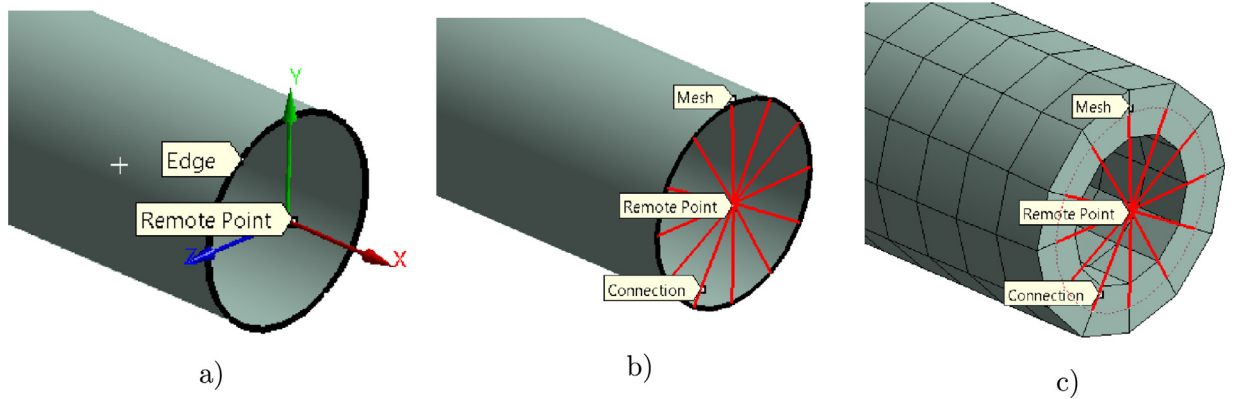 Y
Edge
Remote Point
Z
X
a)
Mesh
Remote Point
Connection
b)
Mesh
Remote Point
Connection
c)